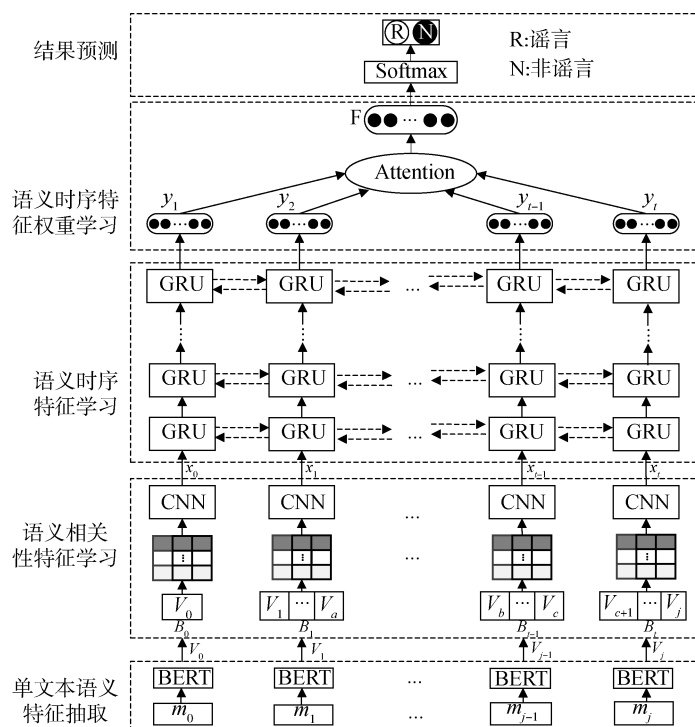 R N
R:谣言
结果预测
Softmax
N:非谣言
F
Attention
语义时序特
征权重学习
y1 y2 yt−1 yt
GRU GRU ... GRU GRU
GRU GRU ... GRU GRU
语义时序
特征学习
GRU GRU ... GRU GRU
x0 x1 xt−1 xt
CNN CNN ... CNN CNN
语义相关
性特征学习
V0 V1 ... Va Vb ... Vc Vc+1 ... Vj
B0 B1 Bt−1 Bt
V0 V1 Vj−1 Vj
单文本语义
特征抽取
BERT BERT ... BERT BERT
m0 m1 ... mj−1 mj